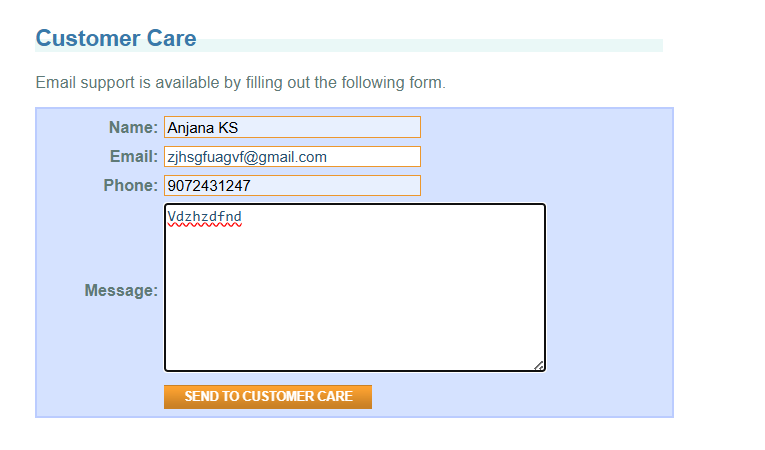 Customer Care
Email support is available by filling out the following form.
Name: Anjana KS
Email: zjhsgfuagvf@gmail.com
Phone: 9072431247
Vdzhzdfnd
Message:
SEND TO CUSTOMER CARE